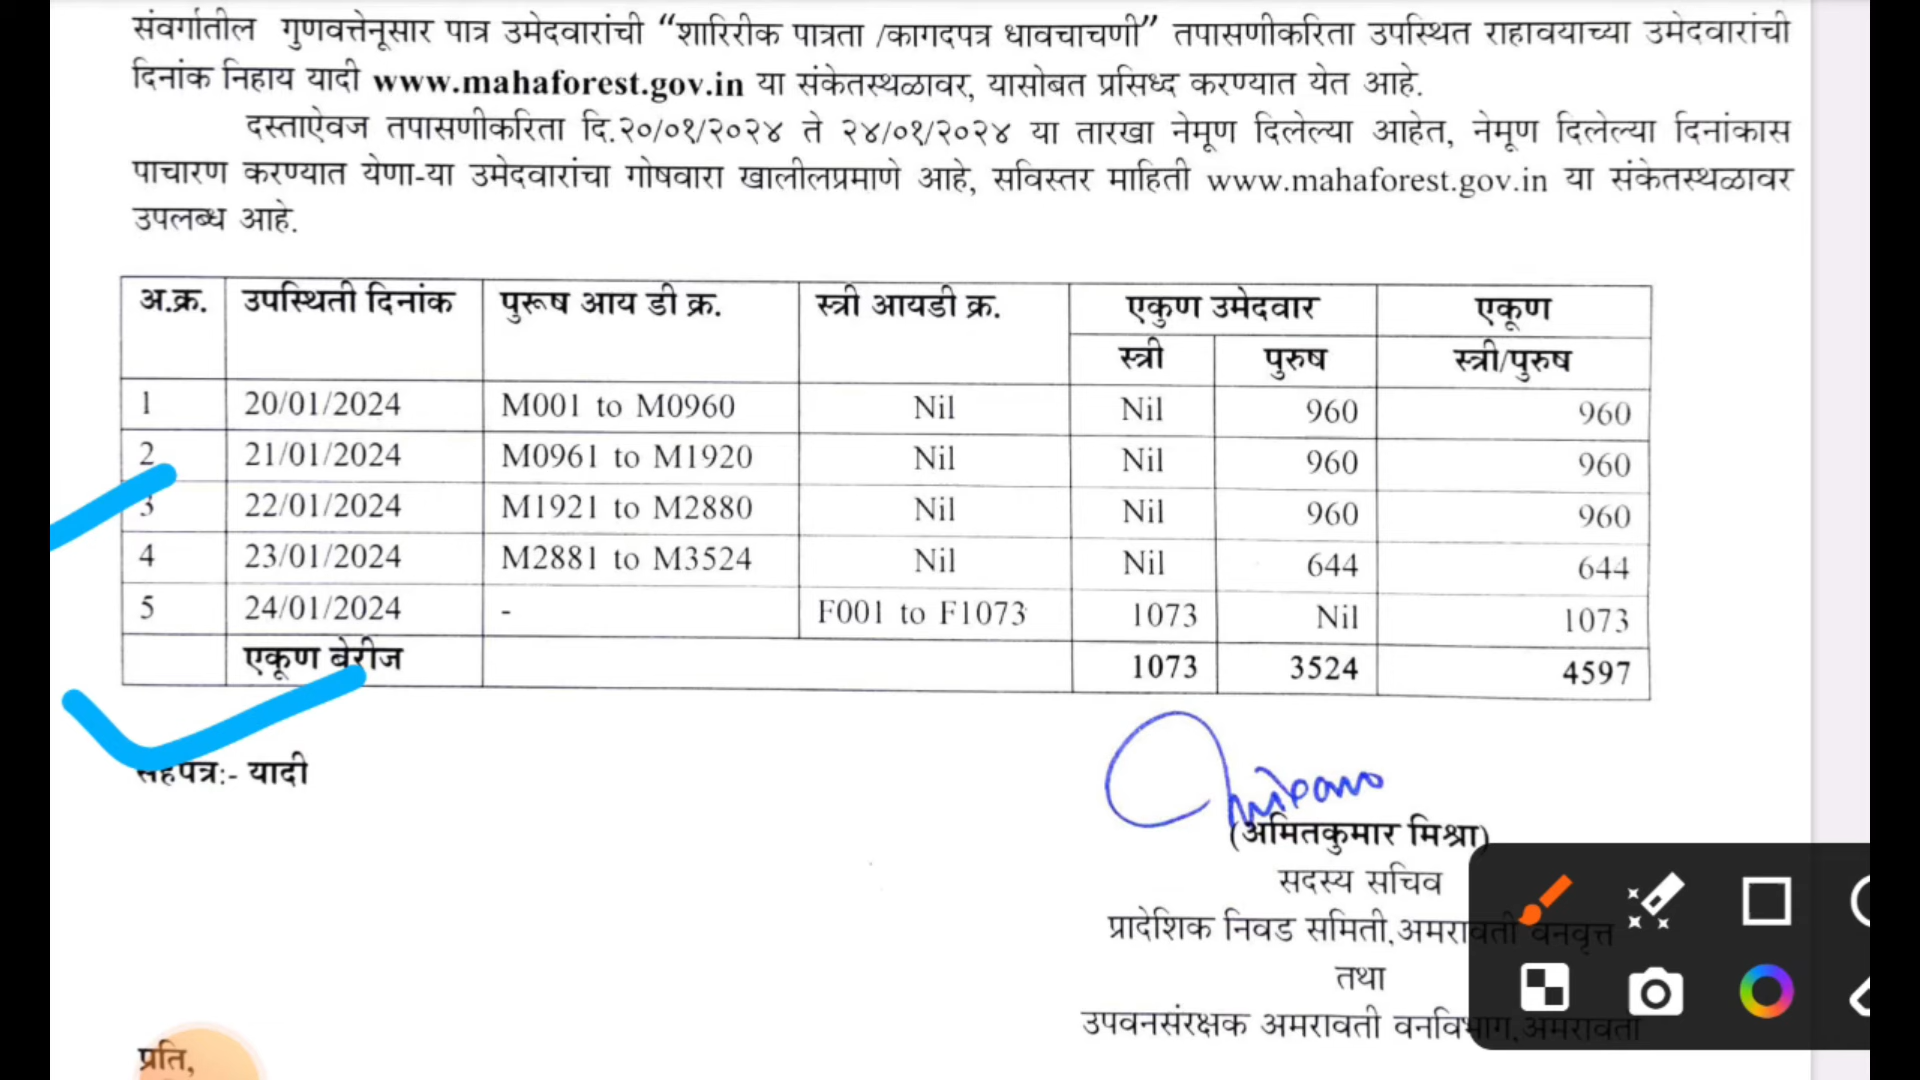 संवर्गातील गुणवत्तेनूसार पात्र उमेदवारांची “शारिरीक पात्रता /कागदपत्र धावचाचणी” तपासणीकरिता उपस्थित राहावयाच्या उमेदवारांची
दिनांक निहाय यादी www.mahaforest.gov.in या संकेतस्थळावर, यासोबत प्रसिध्द करण्यात येत आहे.
दस्ताऐवज तपासणीकरिता दि.२०/०१/२०२४ ते २४/०१/२०२४ या तारखा नेमूण दिलेल्या आहेत, नेमूण दिलेल्या दिनांकास
पाचारण करण्यात येणा-या उमेदवारांचा गोषवारा खालीलप्रमाणे आहे, सविस्तर माहिती www.mahaforest.gov.in या संकेतस्थळावर
उपलब्ध आहे.
अ.क्र. उपस्थिती दिनांक पुरूष आय डी क्र. स्त्री आयडी क्र. एकुण उमेदवार एकूण
स्त्री पुरुष स्त्री/पुरुष
1 20/01/2024 M001 to M0960 Nil Nil 960 960
2 21/01/2024 M0961 to M1920 Nil Nil 960 960
3 22/01/2024 M1921 to M2880 Nil Nil 960 960
4 23/01/2024 M2881 to M3524 Nil Nil 644 644
5 24/01/2024 - F001 to F1073 1073 Nil 1073
एकूण बेरीज 1073 3524 4597
सहपत्र:- यादी
(अमितकुमार मिश्रा)
सदस्य सचिव
प्रादेशिक निवड समिती,अमरावती वनवृत्त
तथा
उपवनसंरक्षक अमरावती वनविभाग,अमरावती
प्रति,